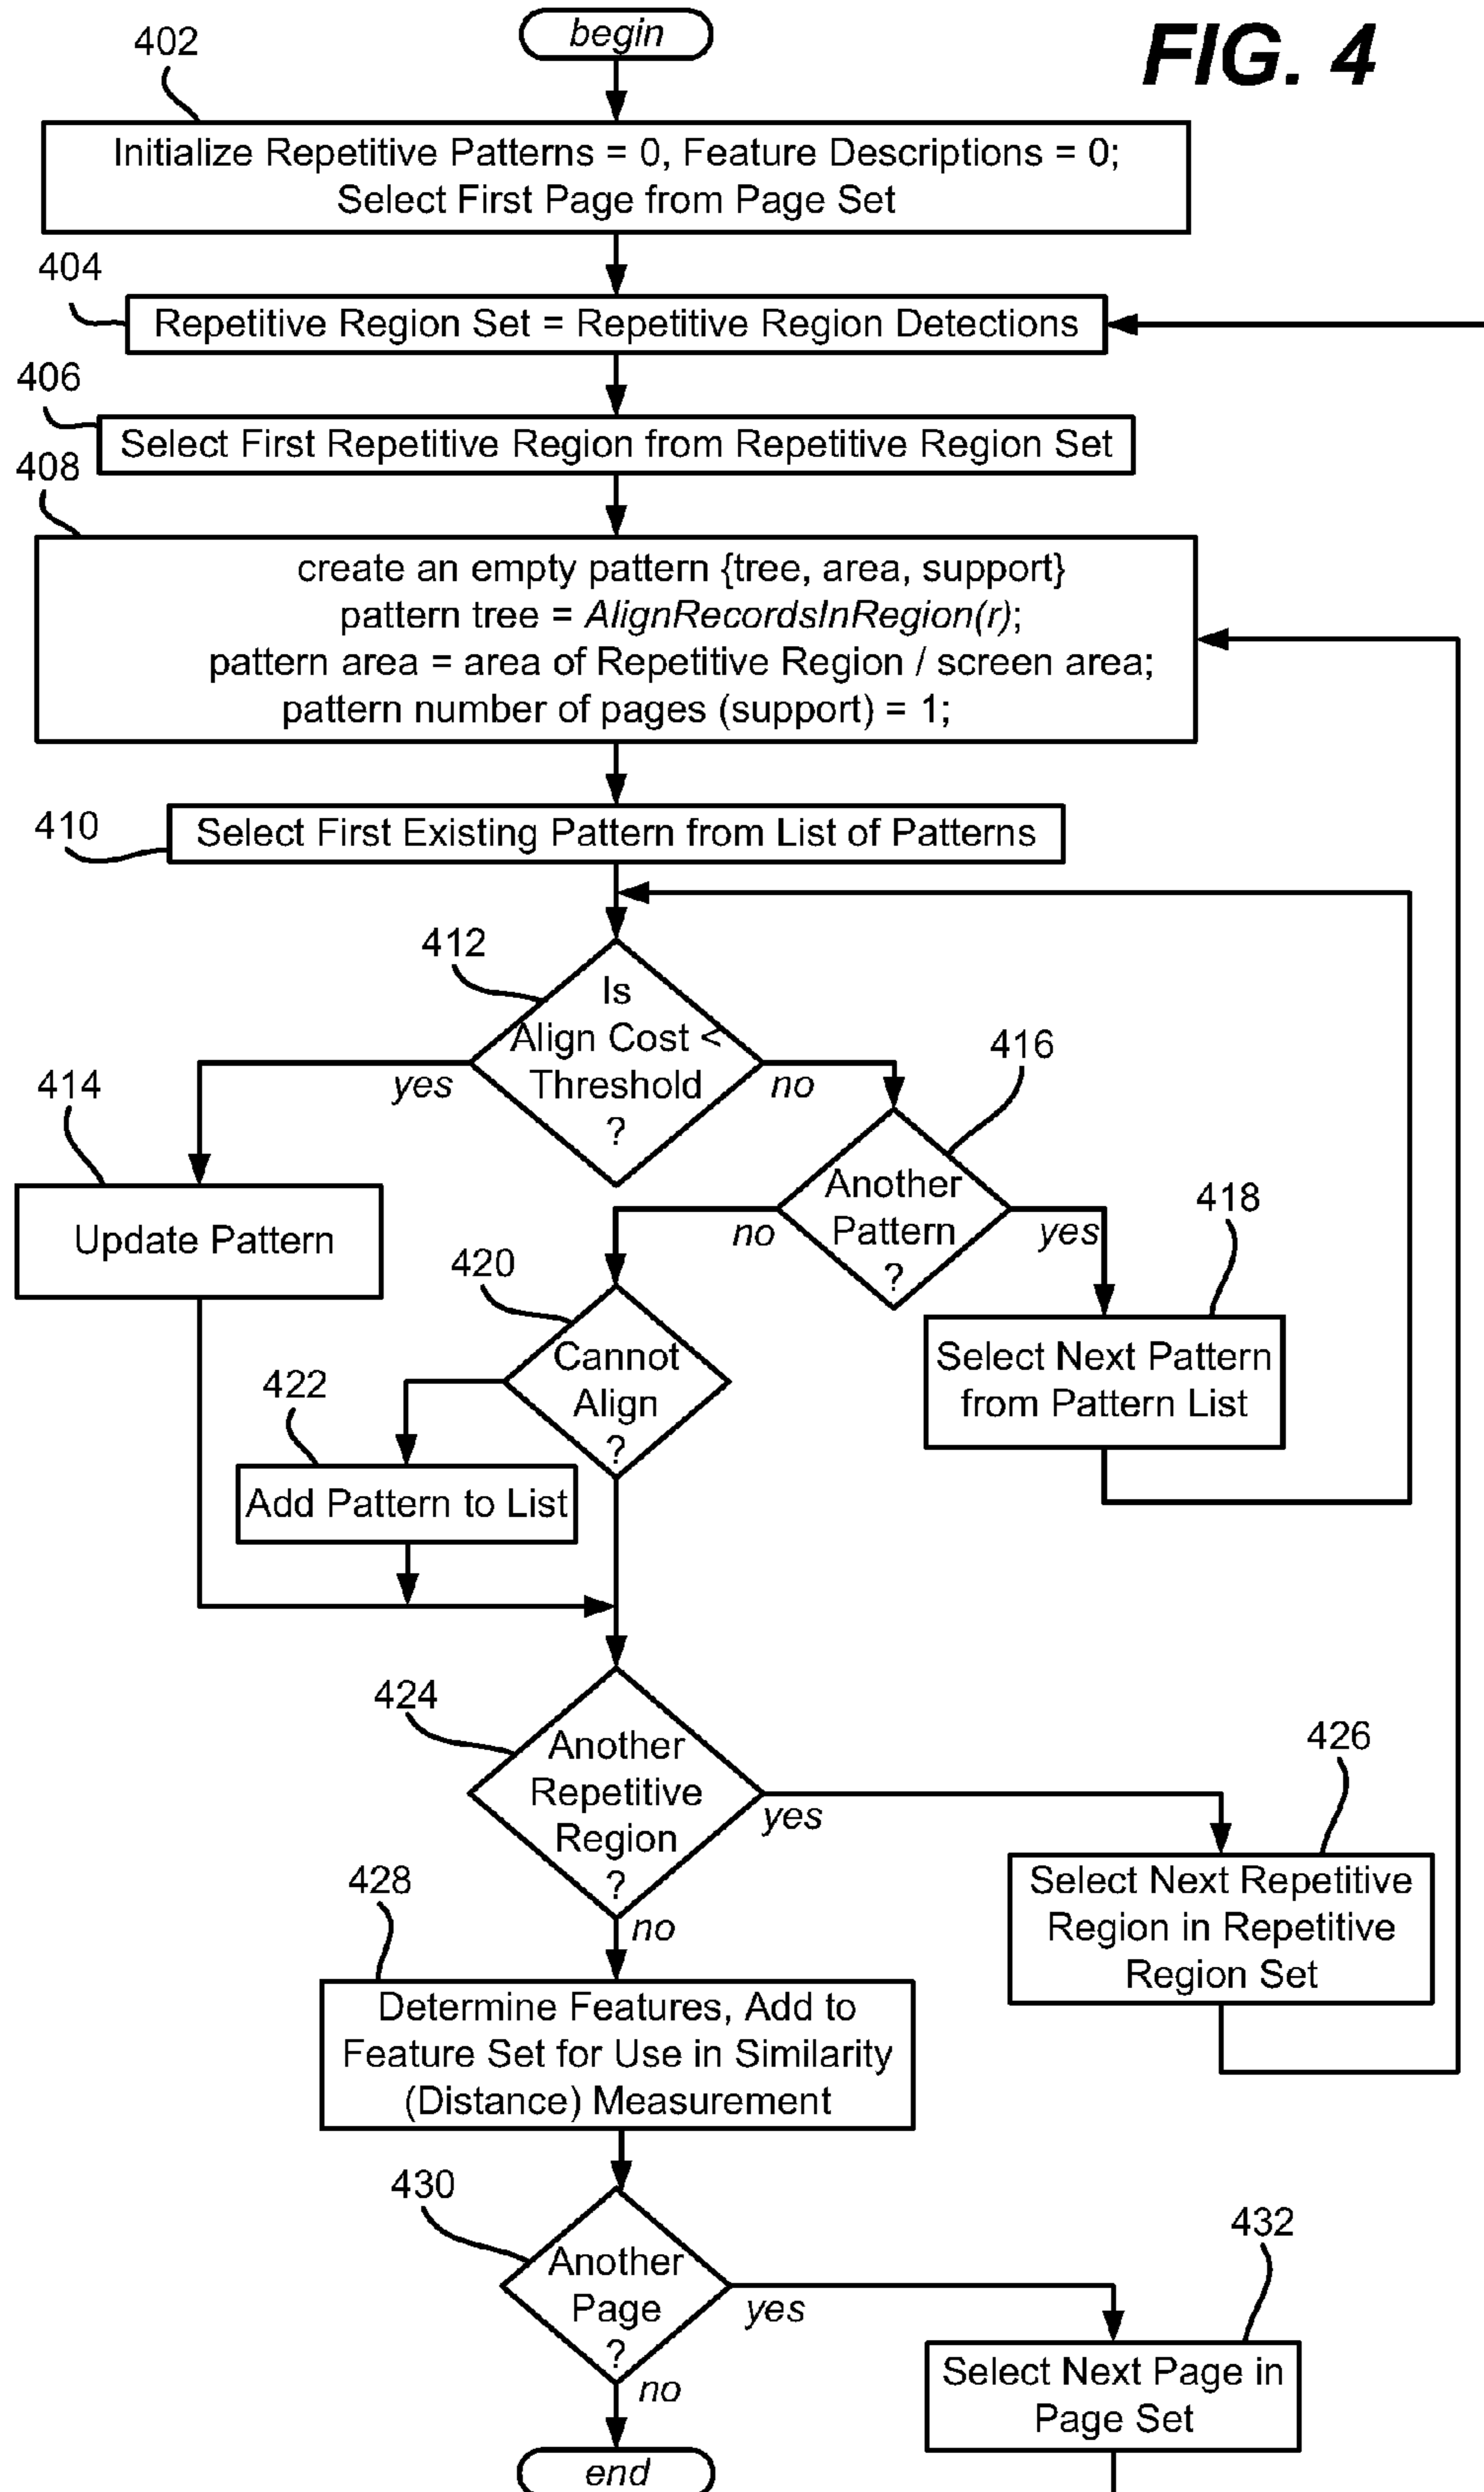 FIG. 4
begin
402
Initialize Repetitive Patterns = 0, Feature Descriptions = 0;
Select First Page from Page Set
404
Repetitive Region Set = Repetitive Region Detections
406
Select First Repetitive Region from Repetitive Region Set
408
create an empty pattern {tree, area, support}
pattern tree = AlignRecordsInRegion(r);
pattern area = area of Repetitive Region / screen area;
pattern number of pages (support) = 1;
410
Select First Existing Pattern from List of Patterns
412
Is
Align Cost <
Threshold
?
yes
no
414
Update Pattern
416
Another
Pattern
?
no
yes
418
Select Next Pattern
from Pattern List
420
Cannot
Align
?
422
Add Pattern to List
424
Another
Repetitive
Region
?
yes
no
426
Select Next Repetitive
Region in Repetitive
Region Set
428
Determine Features, Add to
Feature Set for Use in Similarity
(Distance) Measurement
430
Another
Page
?
yes
no
432
Select Next Page in
Page Set
end